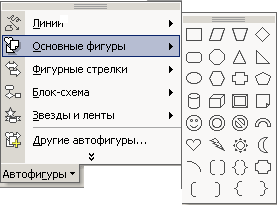 Линии
Основные фигуры
Фигурные стрелки
Блок-схема
Звезды и ленты
Другие автофигуры...
Автофигуры